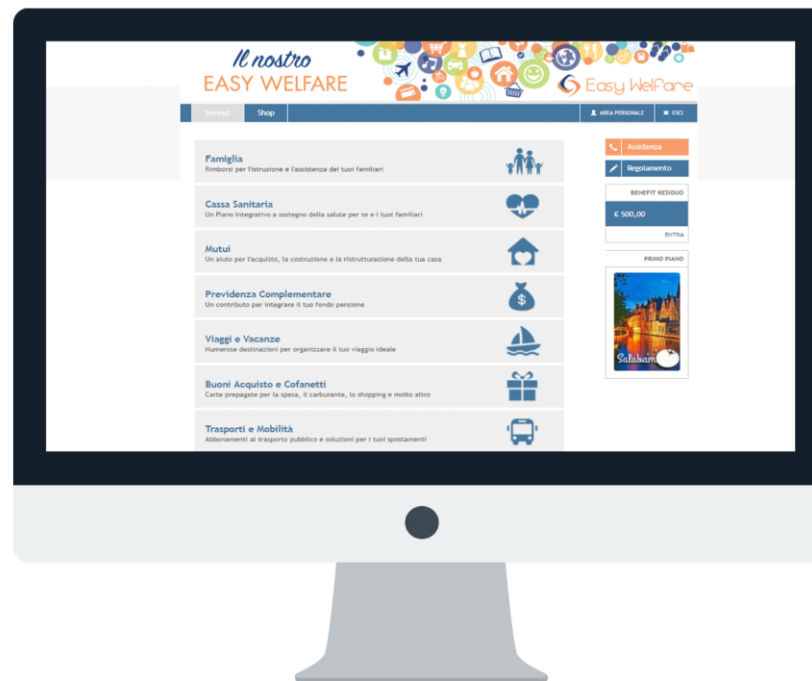 Il nostro
EASY WELFARE
Easy Welfare
Servizi
Shop
AREA PERSONALE
ESCI
Famiglia
Rimborsi per l'istruzione e l'assistenza dei tuoi familiari
Cassa Sanitaria
Un Piano Integrativo a sostegno della salute per te e i tuoi familiari
Mutui
Un aiuto per l'acquisto, la costruzione e la ristrutturazione della tua casa
Previdenza Complementare
Un contributo per integrare il tuo fondo pensione
Viaggi e Vacanze
Numerose destinazioni per organizzare il tuo viaggio ideale
Buoni Acquisto e Cofanetti
Carte prepagate per la spesa, il carburante, lo shopping e molto altro
Trasporti e Mobilità
Abbonamenti al trasporto pubblico e soluzioni per i tuoi spostamenti
Assistenza
Regolamento
BENEFIT RESIDUO
€ 500,00
ENTRA
PRIMO PIANO
Salabam